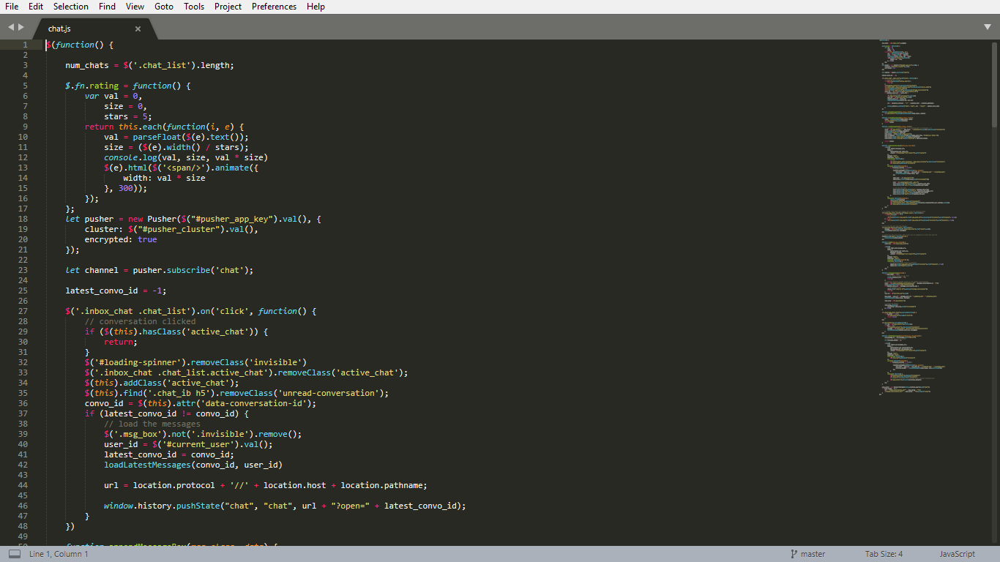 File Edit Selection Find View Goto Tools Project Preferences Help
chat.js ×
1 $(function() {
2
3 num_chats = $('.chat_list').length;
4
5 $.fn.rating = function() {
6 var val = 0,
7 size = 0,
8 stars = 5;
9 return this.each(function(i, e) {
10 val = parseFloat($(e).text());
11 size = ($(e).width() / stars);
12 console.log(val, size, val * size)
13 $(e).html($('<span/>').animate({
14 width: val * size
15 }, 300));
16 });
17 };
18 let pusher = new Pusher($("#pusher_app_key").val(), {
19 cluster: $("#pusher_cluster").val(),
20 encrypted: true
21 });
22
23 let channel = pusher.subscribe('chat');
24
25 latest_convo_id = -1;
26
27 $('.inbox_chat .chat_list').on('click', function() {
28 // conversation clicked
29 if ($(this).hasClass('active_chat')) {
30 return;
31 }
32 $('#loading-spinner').removeClass('invisible')
33 $('.inbox_chat .chat_list.active_chat').removeClass('active_chat');
34 $(this).addClass('active_chat');
35 $(this).find('.chat_ib h5').removeClass('unread-conversation');
36 convo_id = $(this).attr('data-conversation-id');
37 if (latest_convo_id != convo_id) {
38 // load the messages
39 $('.msg_box').not('.invisible').remove();
40 user_id = $('#current_user').val();
41 latest_convo_id = convo_id;
42 loadLatestMessages(convo_id, user_id)
43
44 url = location.protocol + '//' + location.host + location.pathname;
45
46 window.history.pushState("chat", "chat", url + "?open=" + latest_convo_id);
47 }
48 })
49
Line 1, Column 1 master Tab Size: 4 JavaScript